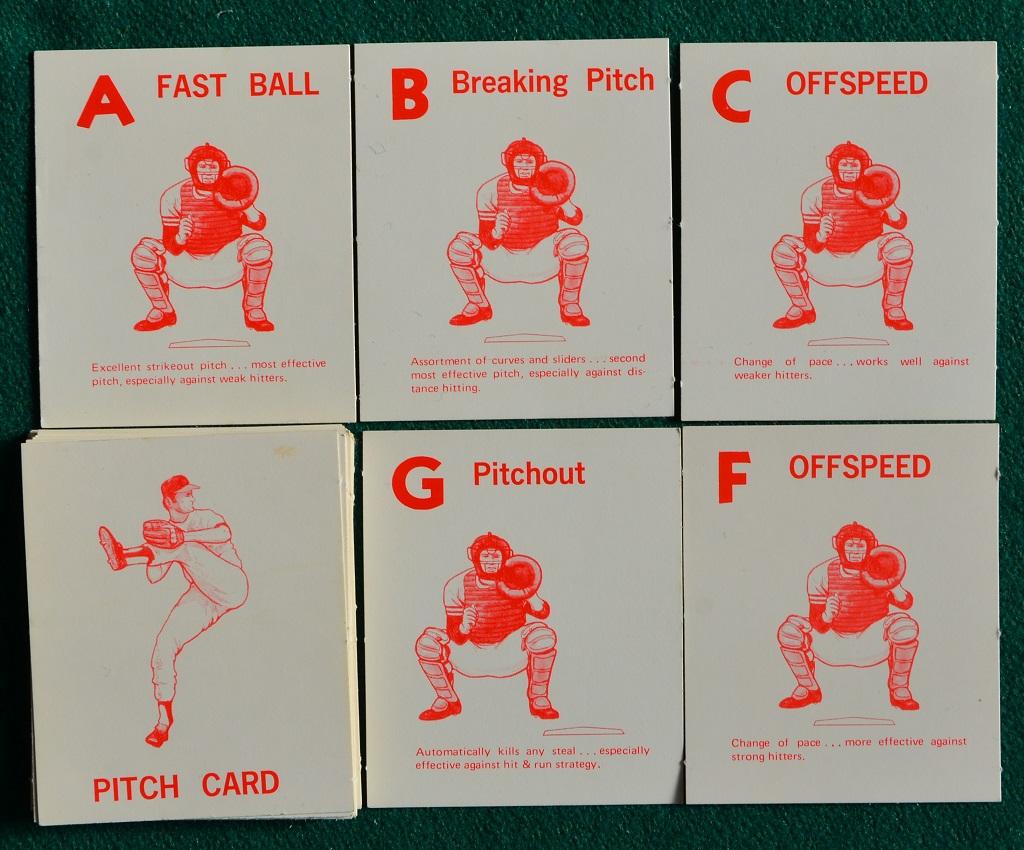 A FAST BALL
Excellent strikeout pitch . . . most effective
pitch, especially against weak hitters.
B Breaking Pitch
Assortment of curves and sliders . . . second
most effective pitch, especially against dis-
tance hitting.
C OFFSPEED
Change of pace . . . works well against
weaker hitters.
PITCH CARD
G Pitchout
Automatically kills any steal . . . especially
effective against hit & run strategy.
F OFFSPEED
Change of pace . . . more effective against
strong hitters.